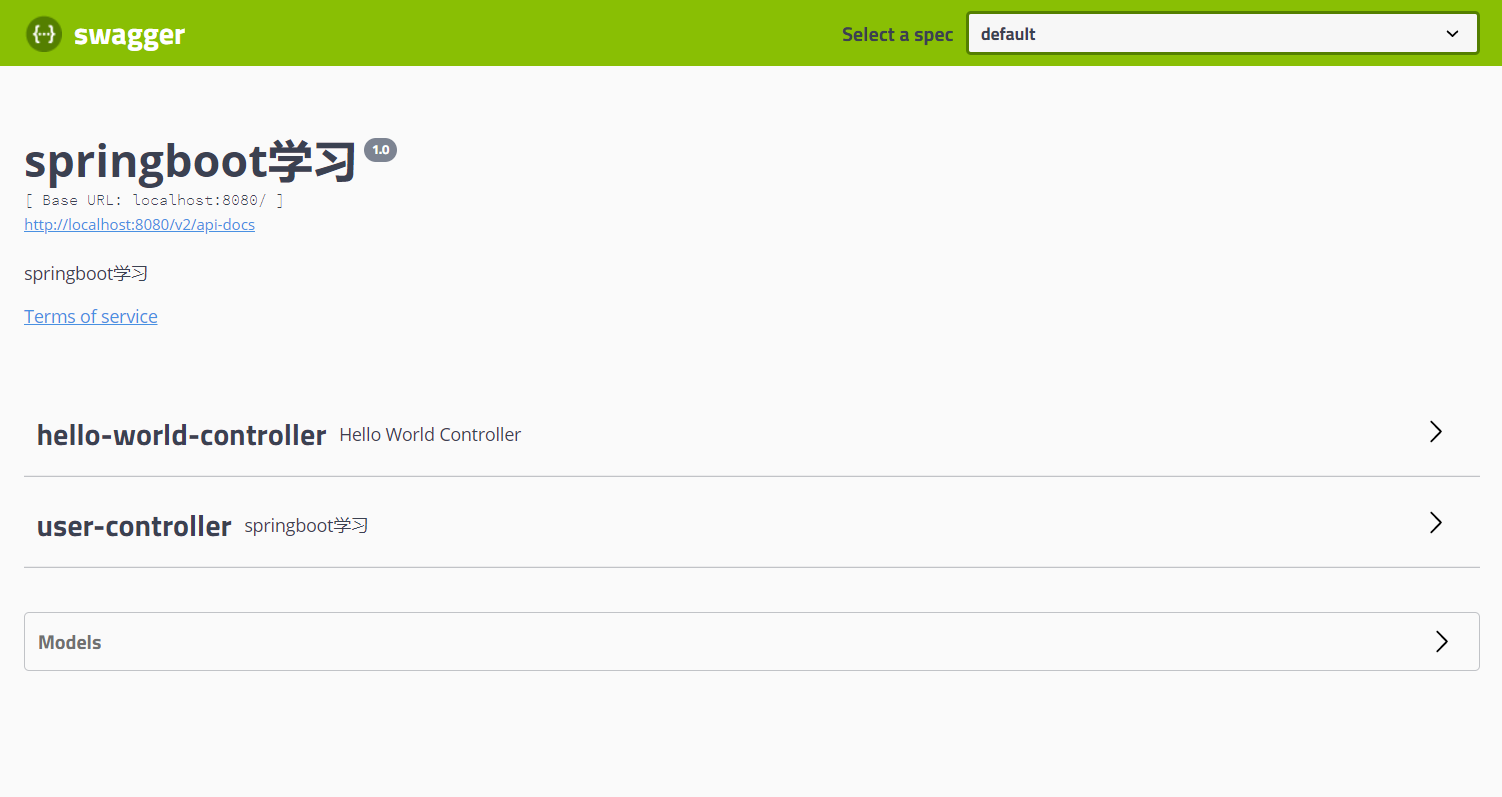 swagger
Select a spec
default
springboot学习 1.0
[ Base URL: localhost:8080/ ]
http://localhost:8080/v2/api-docs
springboot学习
Terms of service
hello-world-controller Hello World Controller
user-controller springboot学习
Models